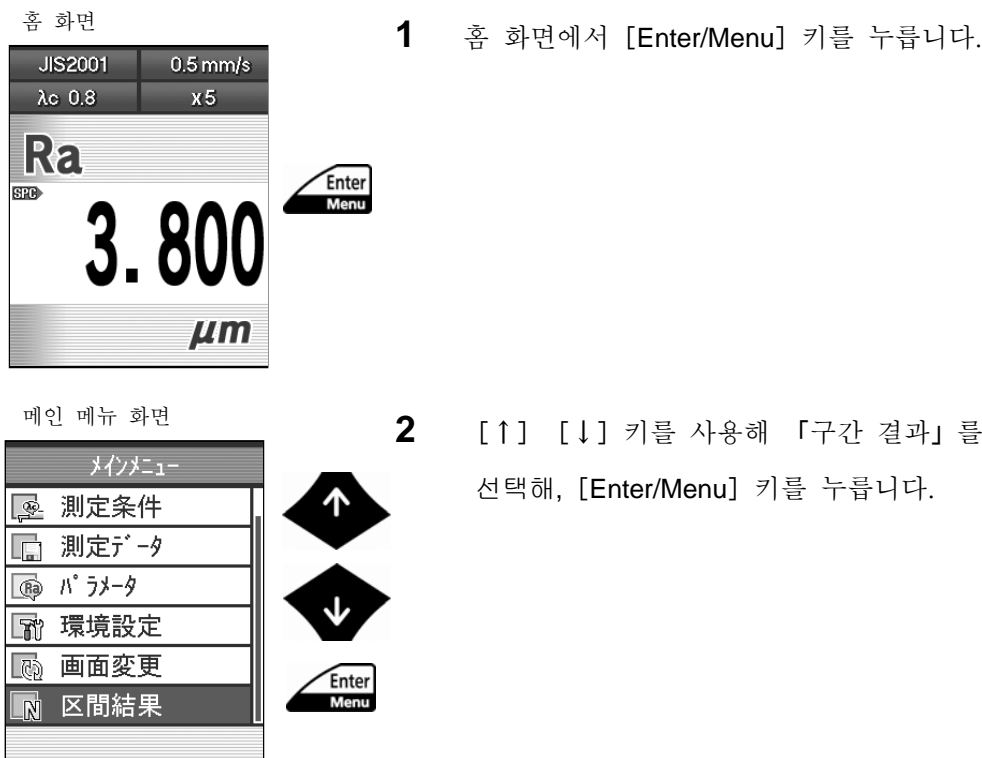 홈 화면
JIS2001 0.5 mm/s
λc 0.8 x5
Ra
SPC
3.800
µm
Enter
Menu
1 홈 화면에서 [Enter/Menu] 키를 누릅니다.
메인 메뉴 화면
メインメニュー
測定条件
測定データ
パラメータ
環境設定
画面変更
区間結果
↑
↓
Enter
Menu
2 [↑] [↓] 키를 사용해 「구간 결과」를
선택해, [Enter/Menu] 키를 누릅니다.